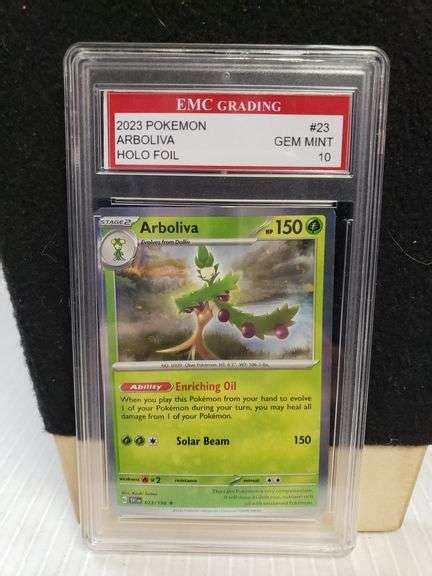 EMC GRADING
2023 POKEMON #23
ARBOLIVA GEM MINT
HOLO FOIL 10
STAGE 2 Arboliva HP 150
Evolves from Dolliv
Ability Enriching Oil
When you play this Pokémon from your hand to evolve
1 of your Pokémon during your turn, you may heal all
damage from 1 of your Pokémon.
Solar Beam 150
weakness ×2 resistance retreat
023/198